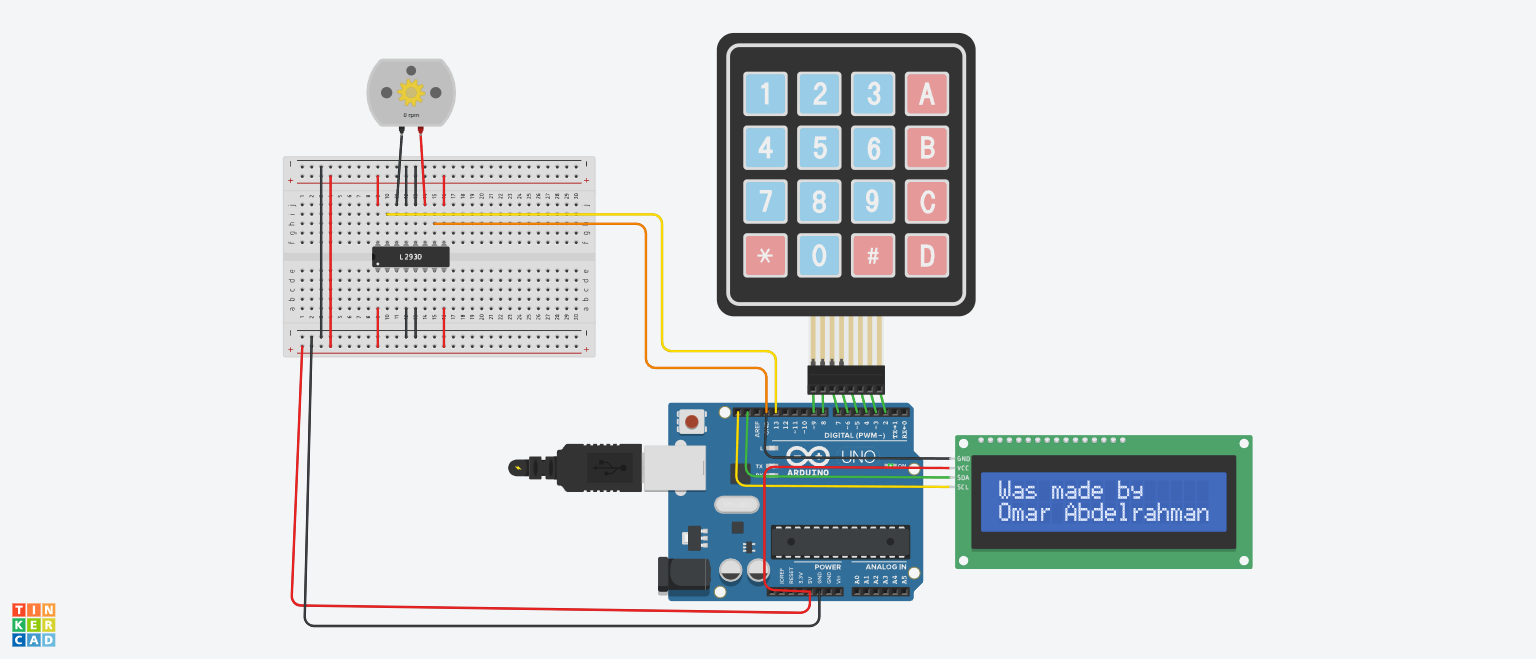 0 rpm
L293D
1 2 3 A
4 5 6 B
7 8 9 C
* 0 # D
AREF
GND
13
12
~11
~10
~9
8
7
~6
~5
4
~3
2
TX→1
RX←0
DIGITAL (PWM~)
L
TX
RX
ON
UNO
ARDUINO
GND
VCC
SDA
SCL
Was made by
Omar Abdelrahman
POWER
ANALOG IN
IOREF
RESET
3.3V
5V
GND
GND
Vin
A0
A1
A2
A3
A4
A5
TIN
KER
CAD